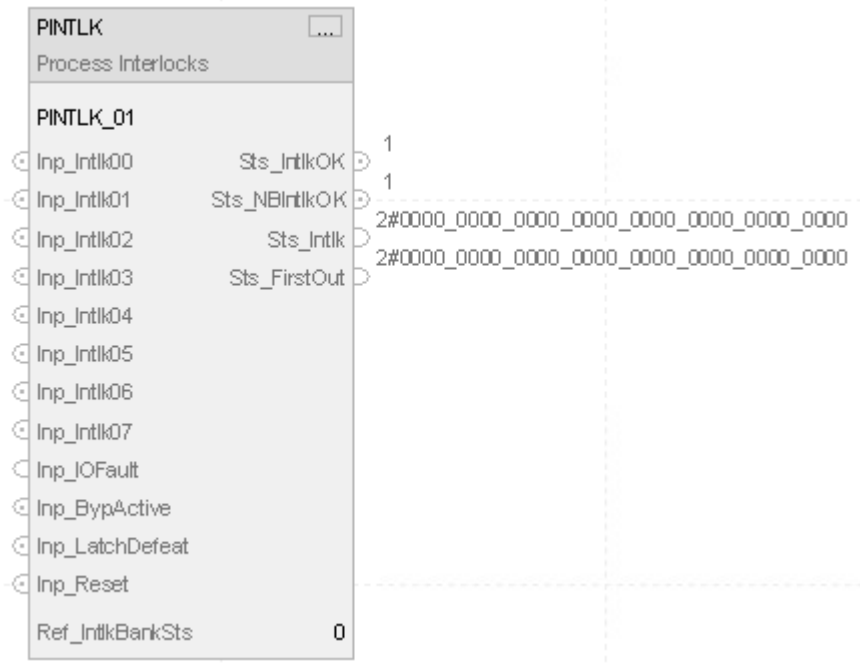 PINTLK ...
Process Interlocks
PINTLK_01
Inp_Intlk00 Sts_IntlkOK 1
Inp_Intlk01 Sts_NBIntlkOK 1
Inp_Intlk02 Sts_Intlk 2#0000_0000_0000_0000_0000_0000_0000_0000
Inp_Intlk03 Sts_FirstOut 2#0000_0000_0000_0000_0000_0000_0000_0000
Inp_Intlk04
Inp_Intlk05
Inp_Intlk06
Inp_Intlk07
Inp_IOFault
Inp_BypActive
Inp_LatchDefeat
Inp_Reset
Ref_IntlkBankSts 0